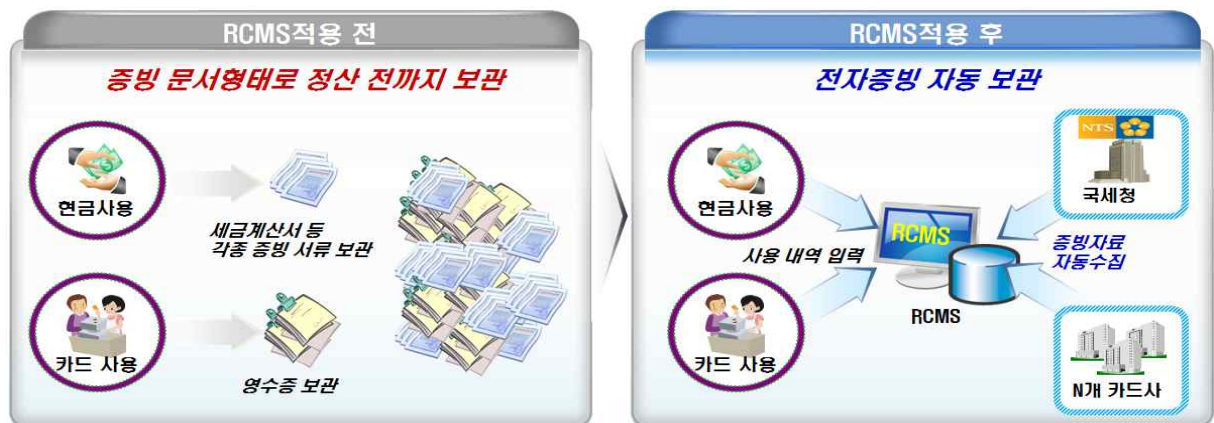 RCMS적용 전
증빙 문서형태로 정산 전까지 보관
현금사용
세금계산서 등
각종 증빙 서류 보관
카드 사용
영수증 보관
RCMS적용 후
전자증빙 자동 보관
현금사용
사용 내역 입력
카드 사용
RCMS
RCMS
NTS
국세청
증빙자료
자동수집
N개 카드사